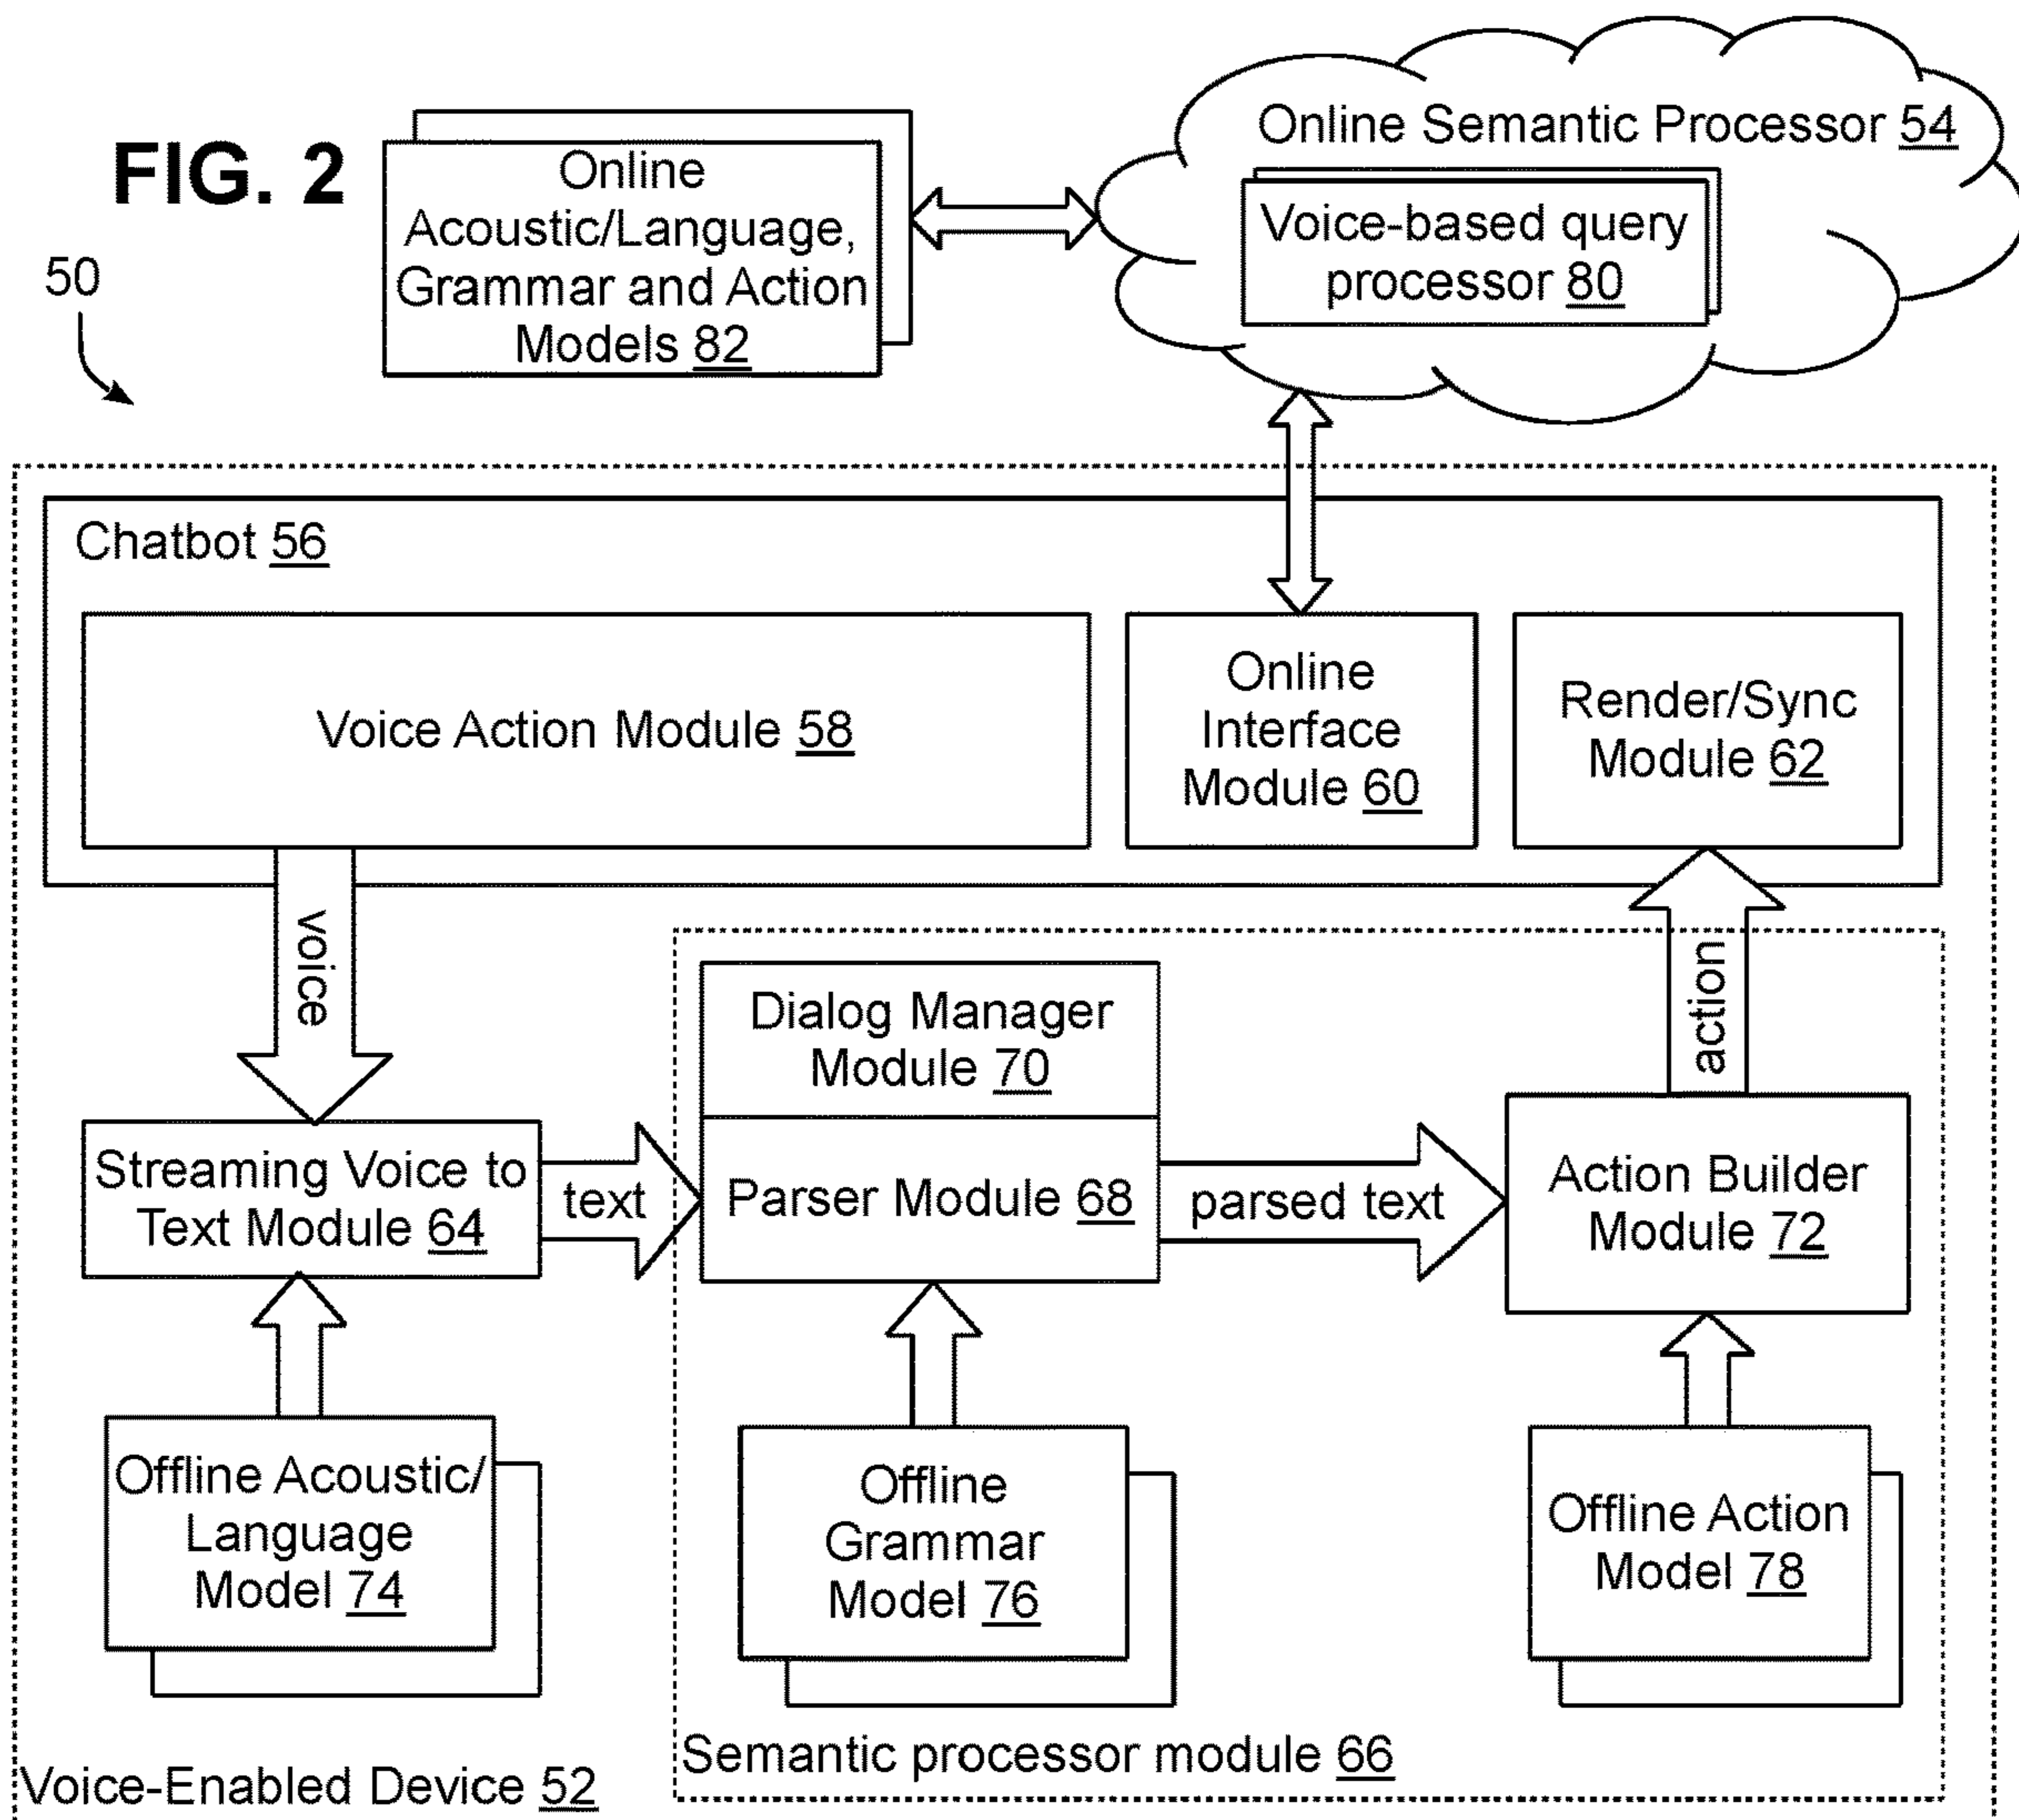 FIG. 2
50
Online
Acoustic/Language,
Grammar and Action
Models 82
Online Semantic Processor 54
Voice-based query
processor 80
Chatbot 56
Voice Action Module 58
Online
Interface
Module 60
Render/Sync
Module 62
voice
action
Dialog Manager
Module 70
Streaming Voice to
Text Module 64
text
Parser Module 68
parsed text
Action Builder
Module 72
Offline Acoustic/
Language
Model 74
Offline
Grammar
Model 76
Offline Action
Model 78
Semantic processor module 66
Voice-Enabled Device 52